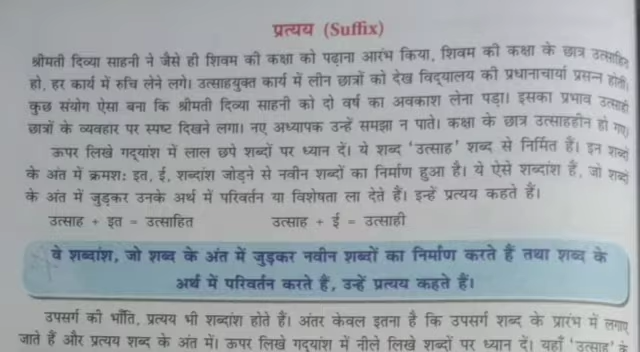 प्रत्यय (Suffix)
श्रीमती दिव्या साहनी ने जैसे ही शिवम की कक्षा को पढ़ाना आरंभ किया, शिवम की कक्षा के छात्र उत्साहित
हो, हर कार्य में रुचि लेने लगे। उत्साहयुक्त कार्य में लीन छात्रों को देख विद्यालय की प्रधानाचार्या प्रसन्न होतीं।
कुछ संयोग ऐसा बना कि श्रीमती दिव्या साहनी को दो वर्ष का अवकाश लेना पड़ा। इसका प्रभाव उत्साही
छात्रों के व्यवहार पर स्पष्ट दिखने लगा। नए अध्यापक उन्हें समझा न पाते। कक्षा के छात्र उत्साहहीन हो गए।
ऊपर लिखे गद्यांश में लाल छपे शब्दों पर ध्यान दें। ये शब्द 'उत्साह' शब्द से निर्मित हैं। इन शब्दों
के अंत में क्रमशः इत, ई, शब्दांश जोड़ने से नवीन शब्दों का निर्माण हुआ है। ये ऐसे शब्दांश हैं, जो शब्दों
के अंत में जुड़कर उनके अर्थ में परिवर्तन या विशेषता ला देते हैं। इन्हें प्रत्यय कहते हैं।
उत्साह + इत = उत्साहित उत्साह + ई = उत्साही
वे शब्दांश, जो शब्द के अंत में जुड़कर नवीन शब्दों का निर्माण करते हैं तथा शब्द के
अर्थ में परिवर्तन करते हैं, उन्हें प्रत्यय कहते हैं।
उपसर्ग की भाँति, प्रत्यय भी शब्दांश होते हैं। अंतर केवल इतना है कि उपसर्ग शब्द के प्रारंभ में लगाए
जाते हैं और प्रत्यय शब्द के अंत में। ऊपर लिखे गद्यांश में नीले लिखे शब्दों पर ध्यान दें। यहाँ 'उत्साह' के